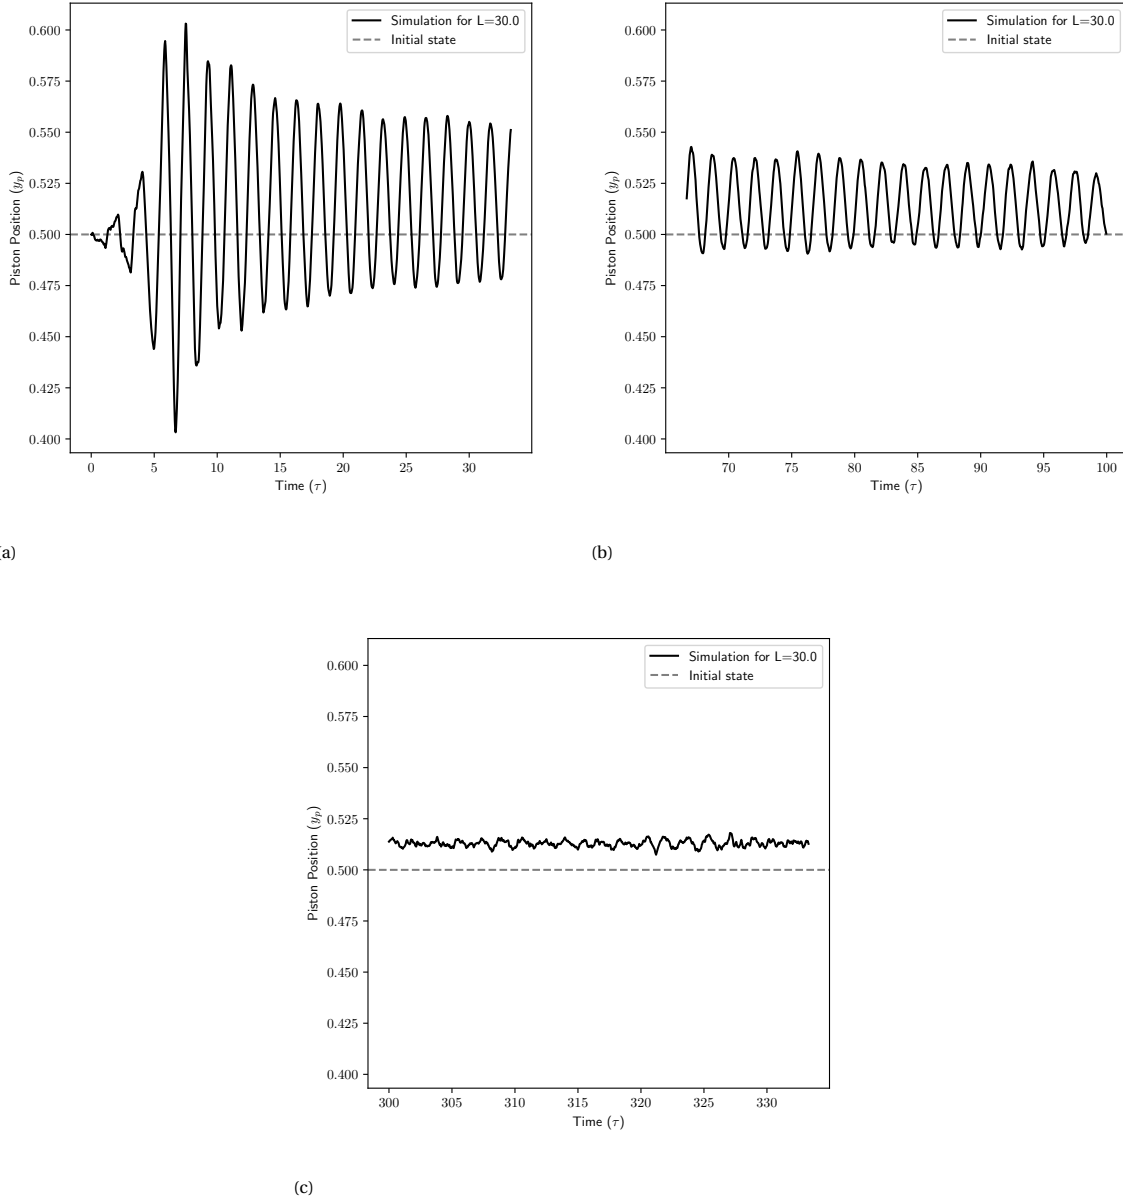 Simulation for L=30.0
Initial state
0.600
0.575
0.550
0.525
0.500
0.475
0.450
0.425
0.400
Piston Position (y_p)
0 5 10 15 20 25 30
Time (τ)
(a)
Simulation for L=30.0
Initial state
0.600
0.575
0.550
0.525
0.500
0.475
0.450
0.425
0.400
Piston Position (y_p)
70 75 80 85 90 95 100
Time (τ)
(b)
Simulation for L=30.0
Initial state
0.600
0.575
0.550
0.525
0.500
0.475
0.450
0.425
0.400
Piston Position (y_p)
300 305 310 315 320 325 330
Time (τ)
(c)